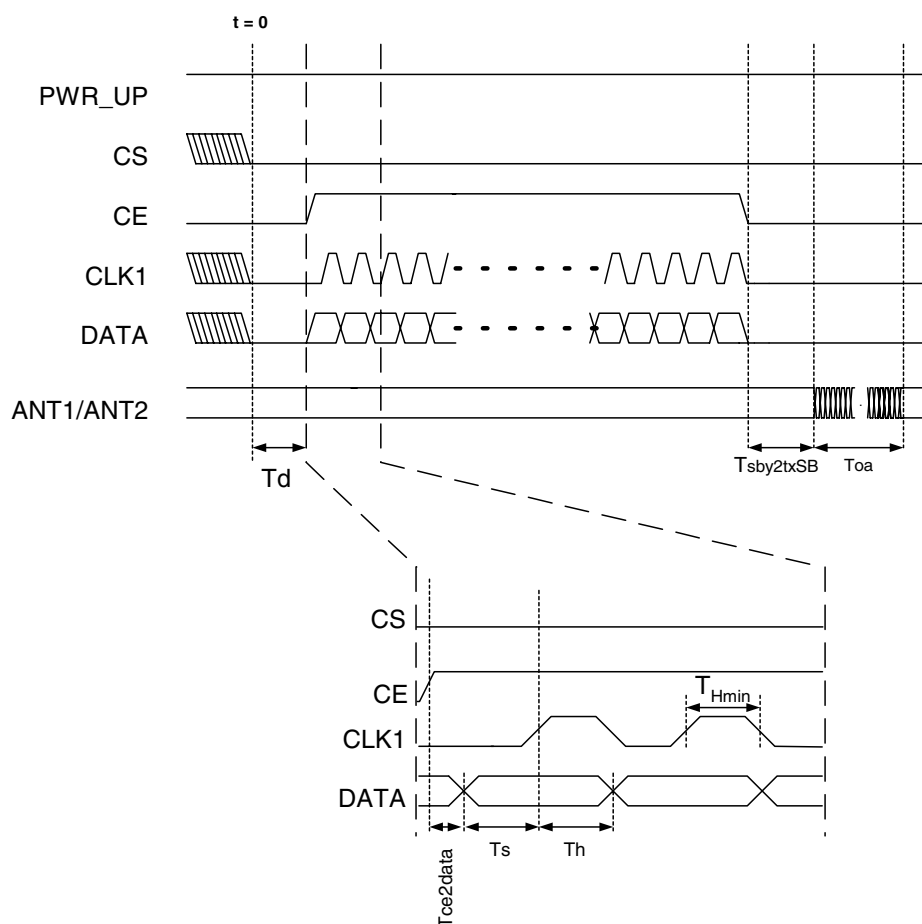 t = 0
PWR_UP
CS
CE
CLK1
DATA
ANT1/ANT2
Td
Tsby2txSB
Toa
CS
CE
THmin
CLK1
DATA
Tce2data
Ts
Th